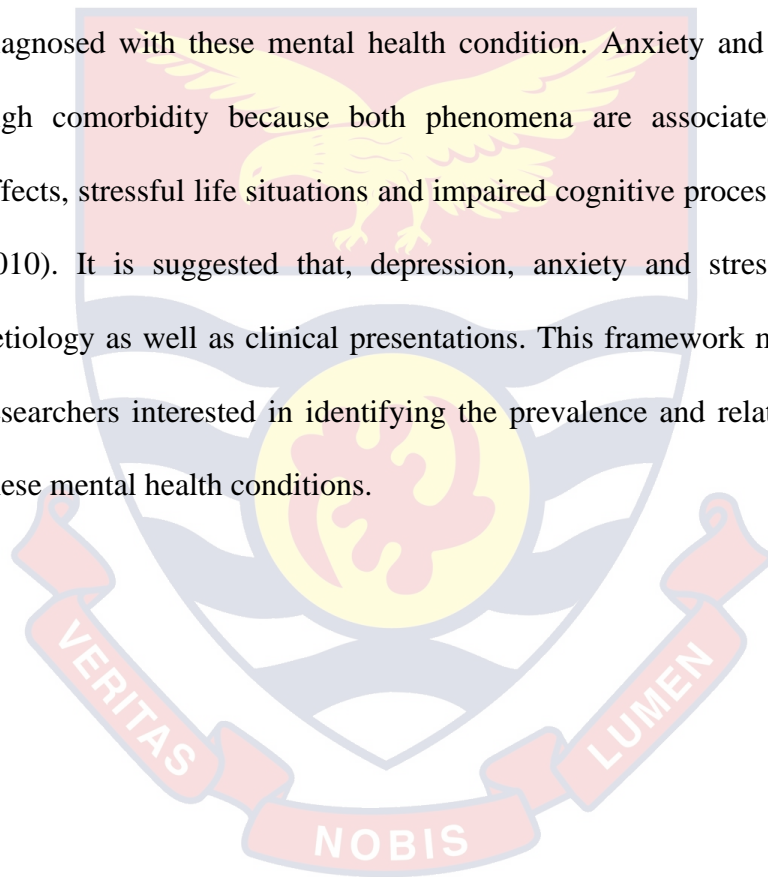 agnosed with these mental health condition. Anxiety and
gh comorbidity because both phenomena are associate
ffects, stressful life situations and impaired cognitive proces
010). It is suggested that, depression, anxiety and stres
etiology as well as clinical presentations. This framework
searchers interested in identifying the prevalence and relat
ese mental health conditions.
VERITAS
NOBIS
LUMEN